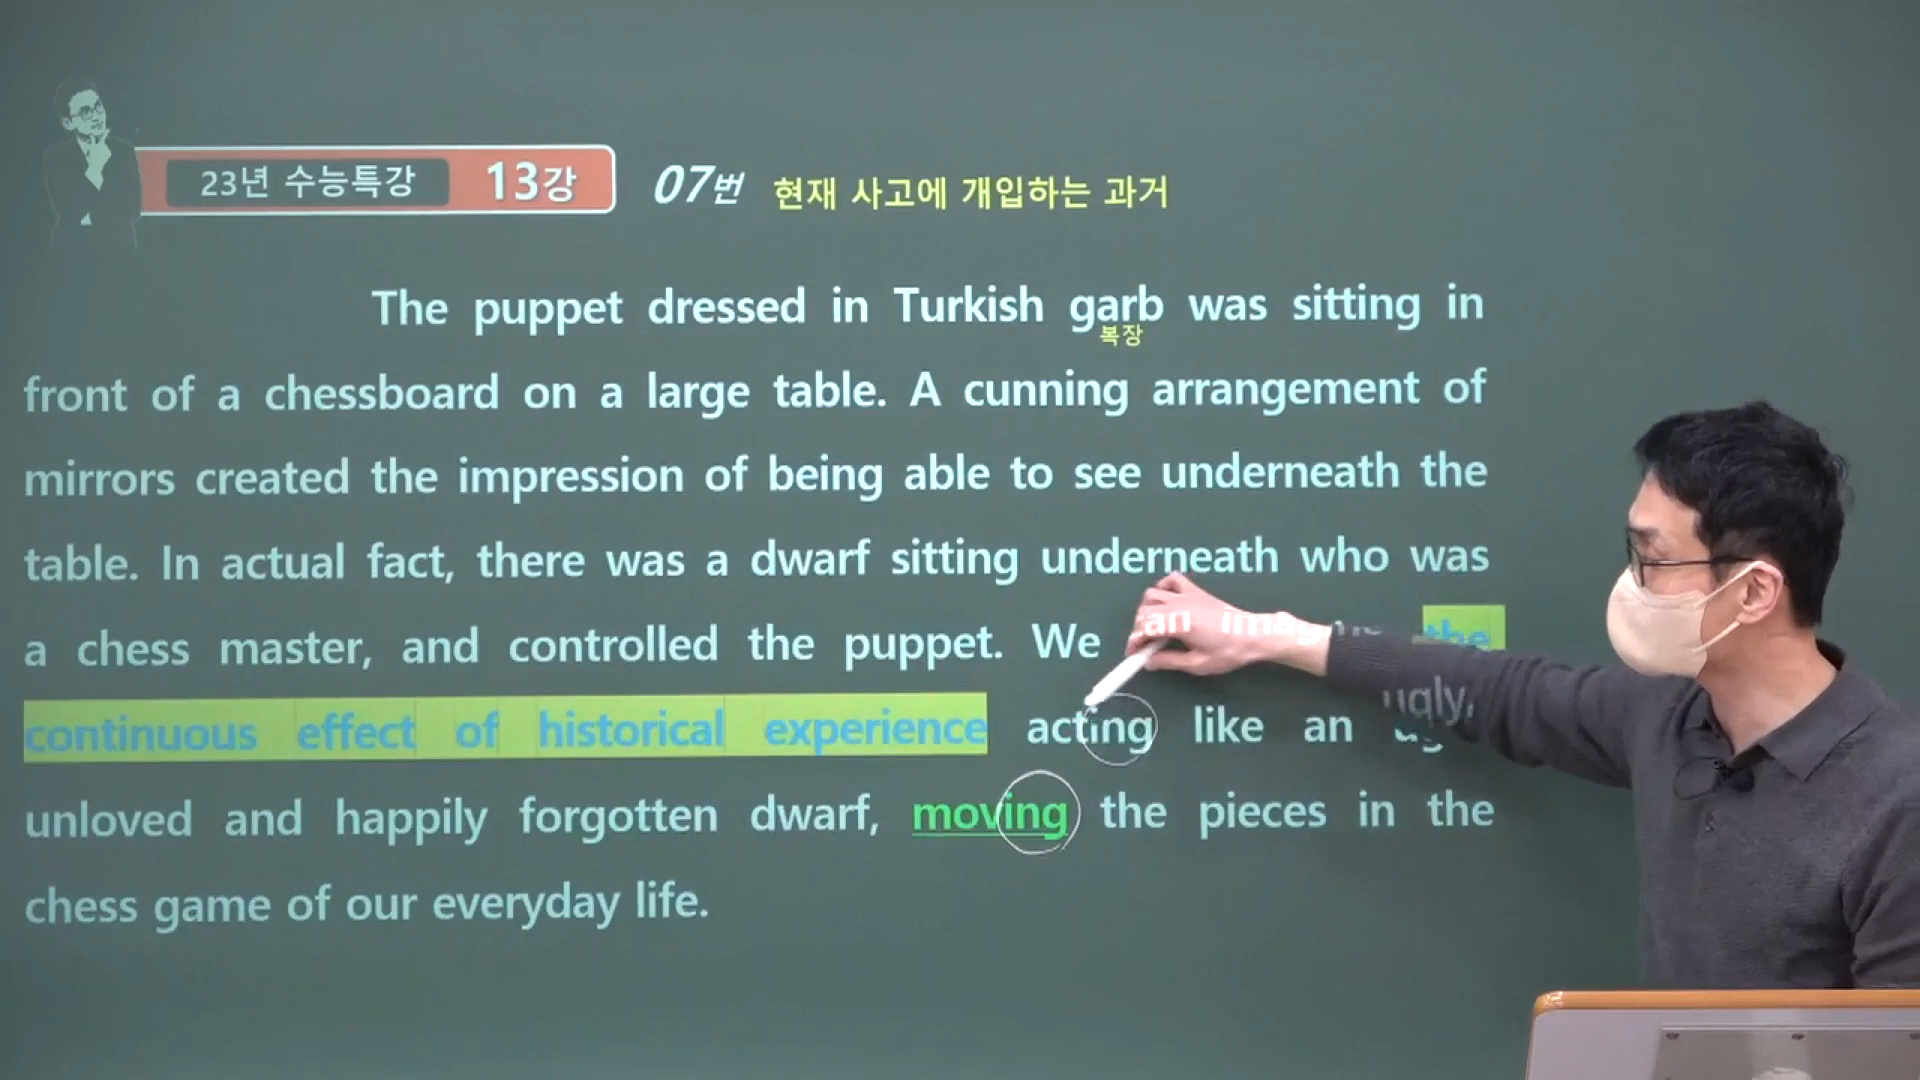 23년 수능특강 13강 07번 현재 사고에 개입하는 과거
The puppet dressed in Turkish garb was sitting in
복장
front of a chessboard on a large table. A cunning arrangement of
mirrors created the impression of being able to see underneath the
table. In actual fact, there was a dwarf sitting underneath who was
a chess master, and controlled the puppet. We the
continuous effect of historical experience acting like an ugly,
unloved and happily forgotten dwarf, moving the pieces in the
chess game of our everyday life.